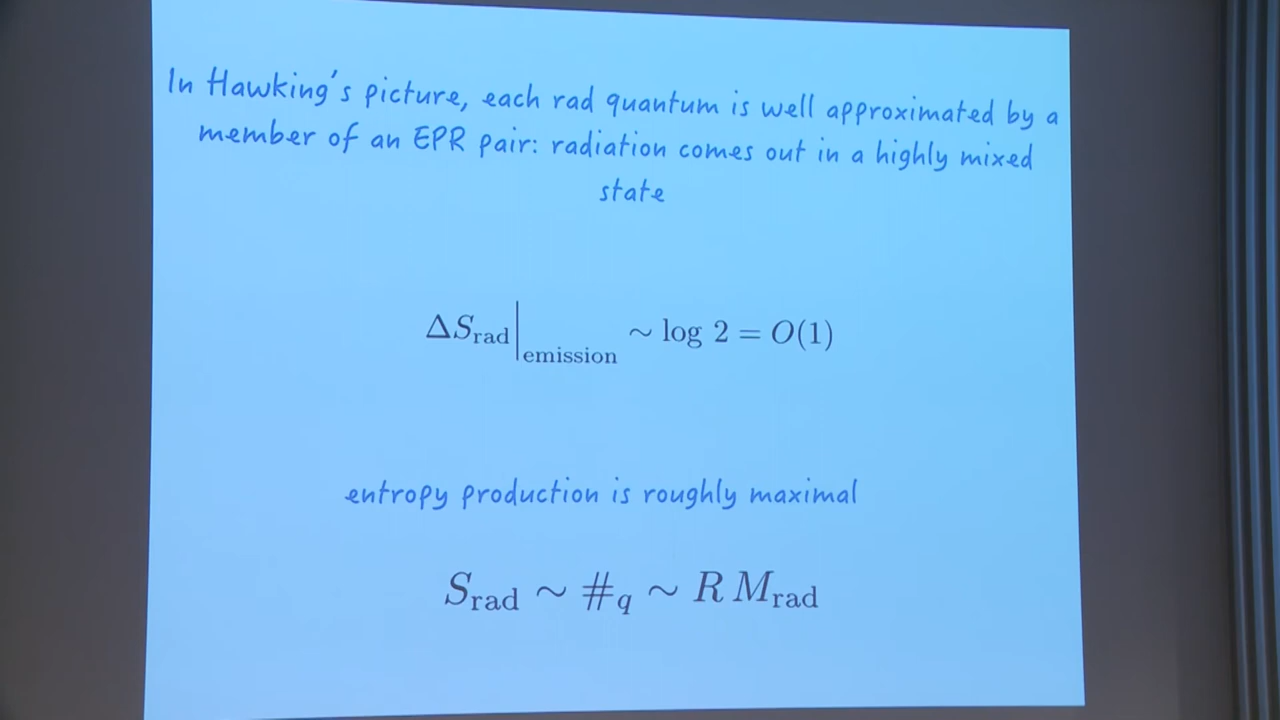 In Hawking's picture, each rad quantum is well approximated by a
member of an EPR pair: radiation comes out in a highly mixed
state
ΔS_rad|_emission ∼ log 2 = O(1)
entropy production is roughly maximal
S_rad ∼ #_q ∼ R M_rad